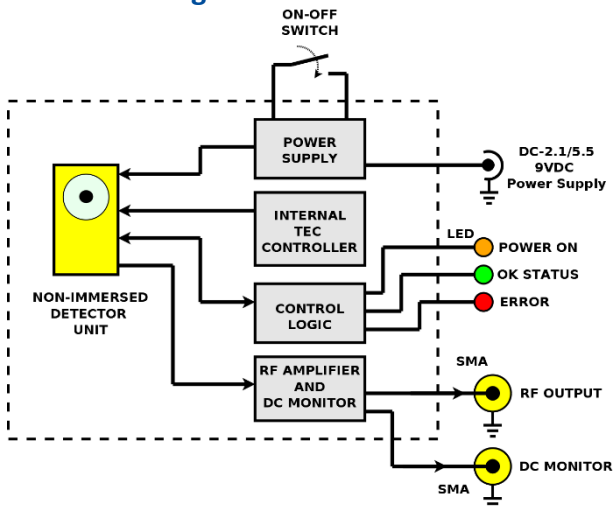 ON-OFF
SWITCH
POWER
SUPPLY
DC-2.1/5.5
9VDC
Power Supply
INTERNAL
TEC
CONTROLLER
LED
POWER ON
OK STATUS
ERROR
NON-IMMERSED
DETECTOR
UNIT
CONTROL
LOGIC
RF AMPLIFIER
AND
DC MONITOR
SMA
RF OUTPUT
DC MONITOR
SMA